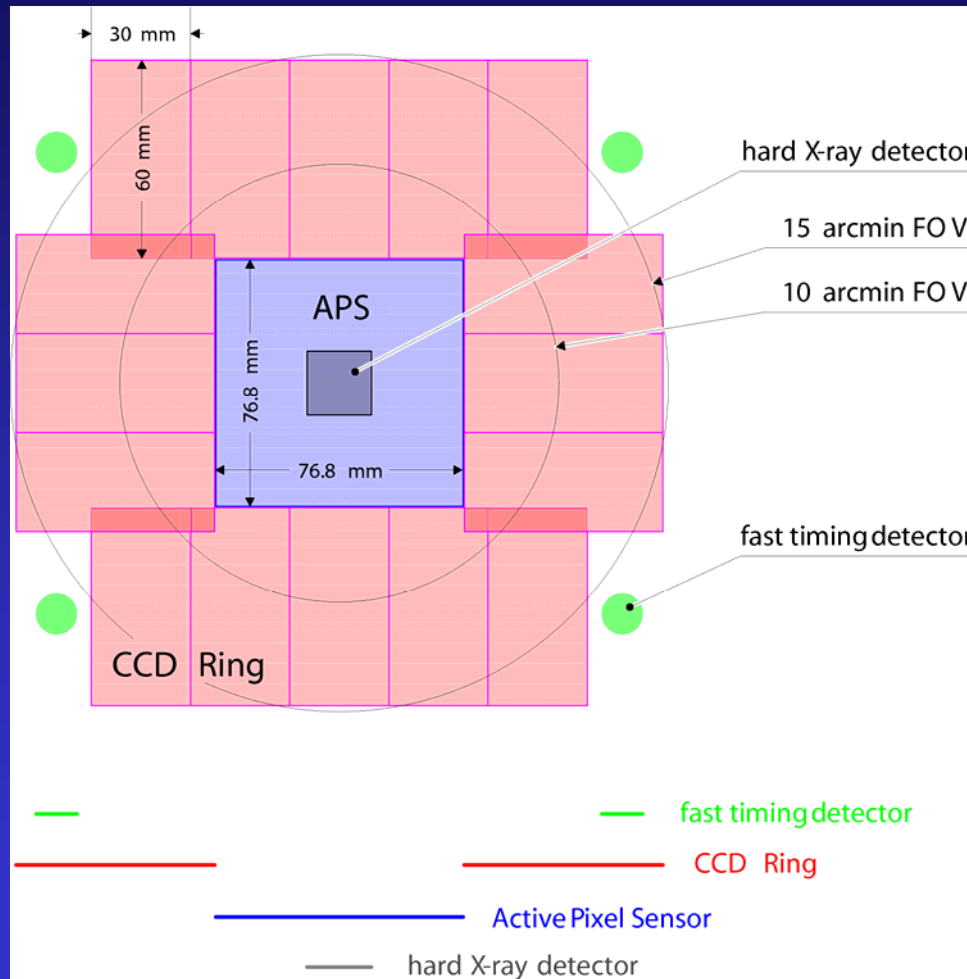 30 mm
60 mm
hard X-ray detector
15 arcmin FOV
10 arcmin FOV
APS
76.8 mm
76.8 mm
fast timing detector
CCD Ring
fast timing detector
CCD Ring
Active Pixel Sensor
hard X-ray detector